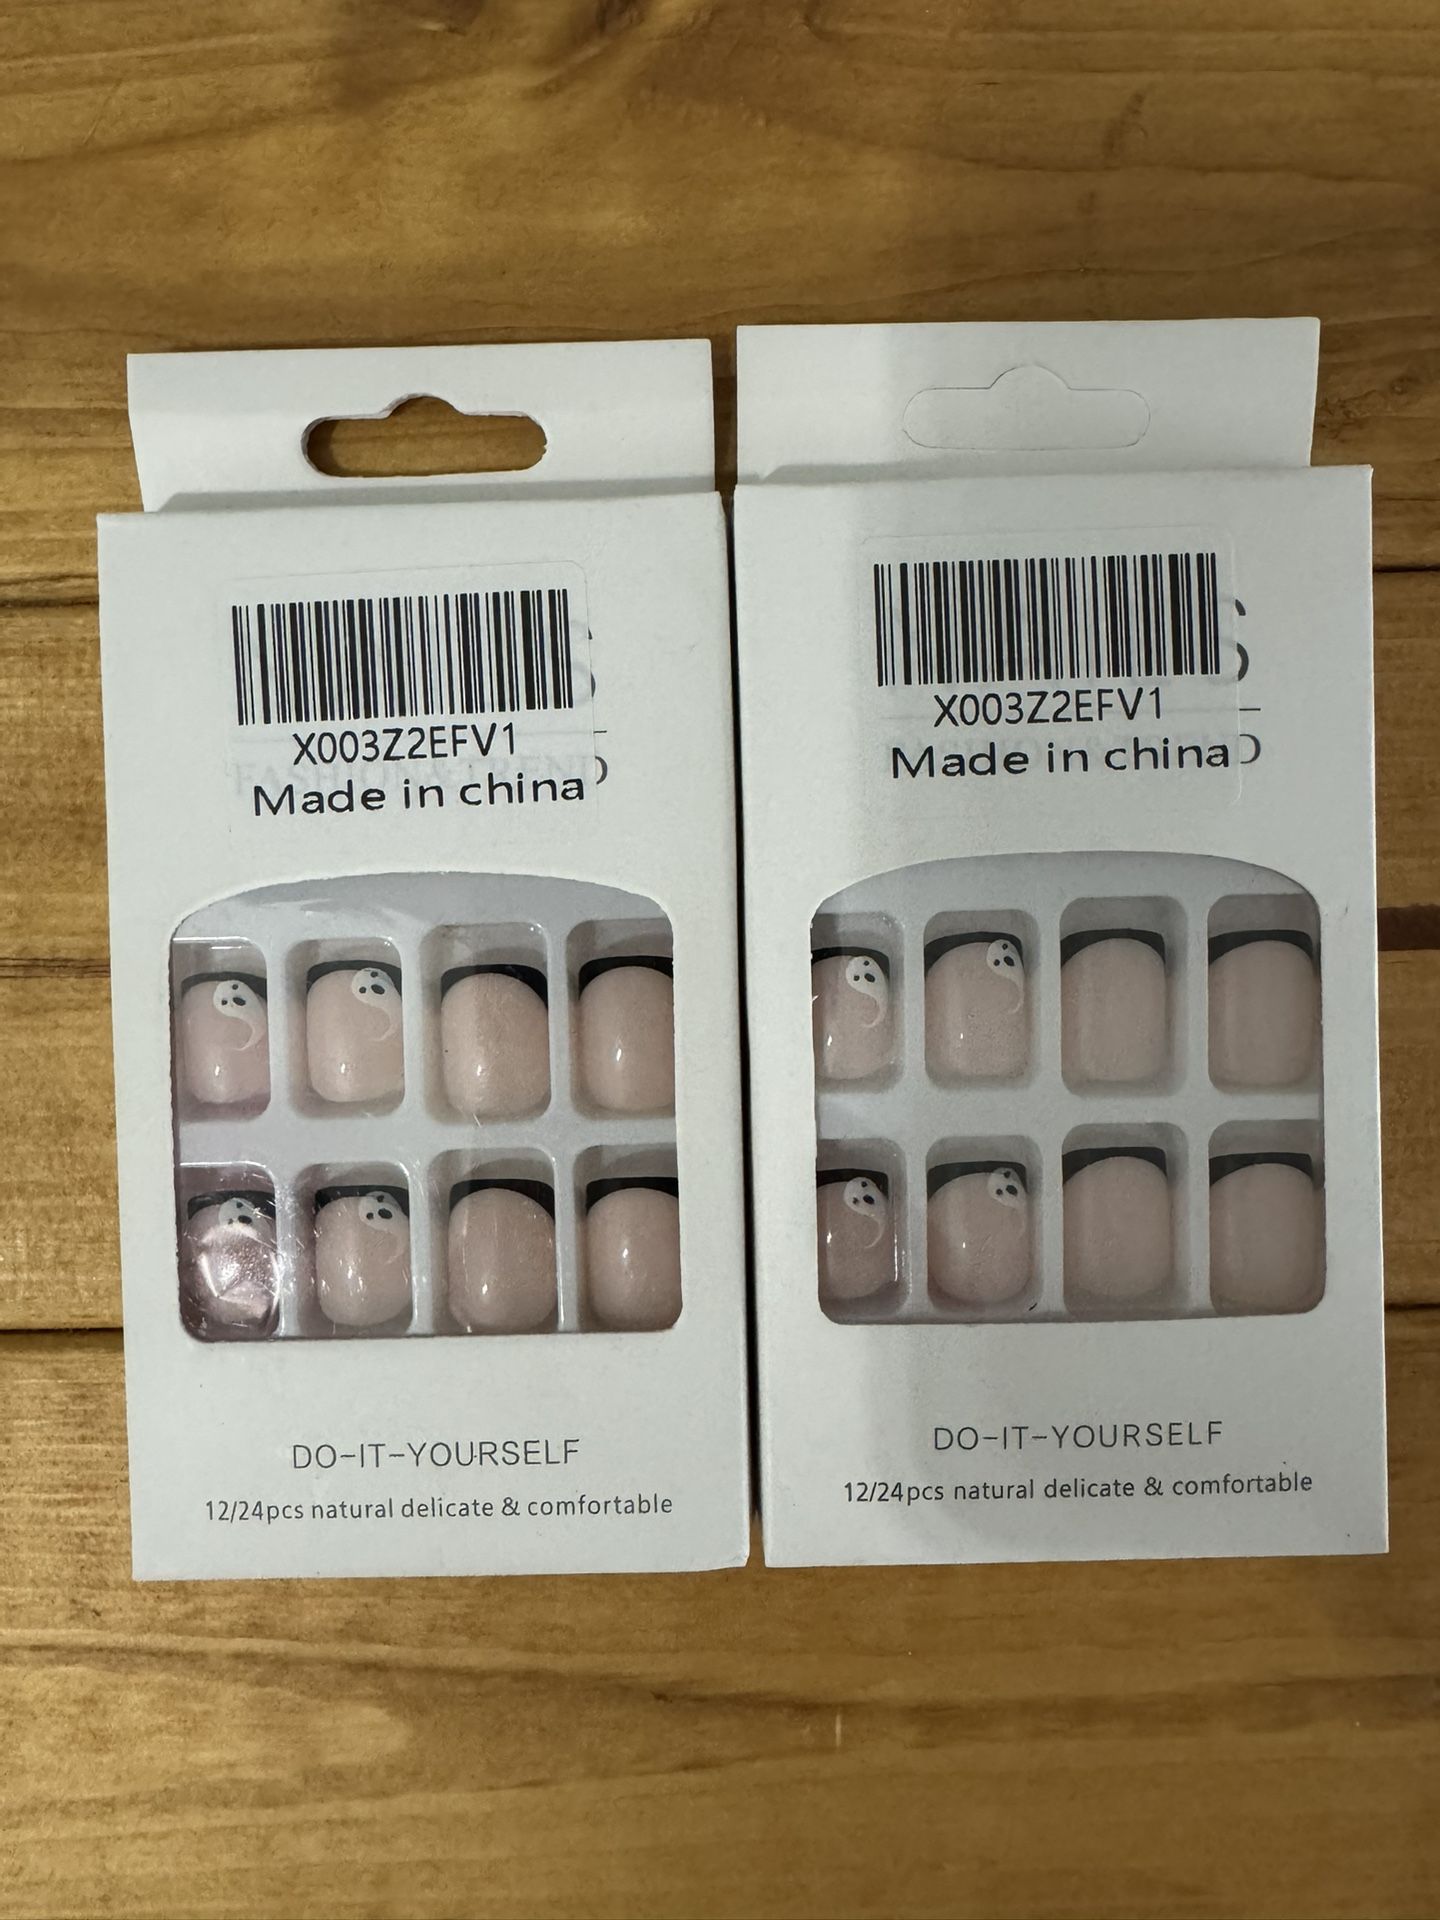 X003Z2EFV1
Made in china
DO-IT-YOURSELF
12/24pcs natural delicate & comfortable
X003Z2EFV1
Made in china
DO-IT-YOURSELF
12/24pcs natural delicate & comfortable